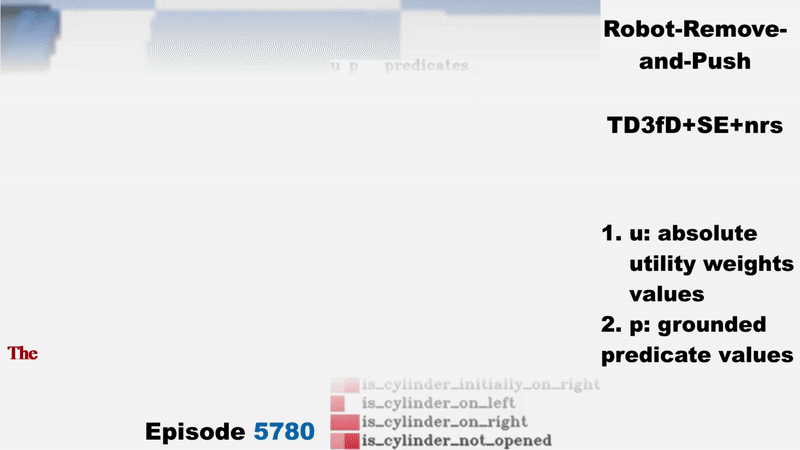 Robot-Remove-
and-Push
TD3fD+SE+nrs
u p predicates
1. u: absolute
utility weights
values
2. p: grounded
predicate values
The
is_cylinder_initially_on_right
is_cylinder_on_left
is_cylinder_on_right
is_cylinder_not_opened
Episode 5780